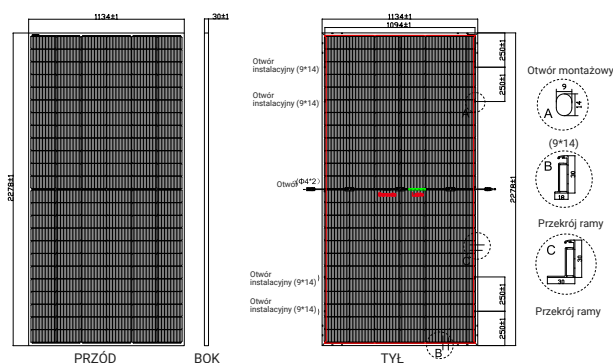 1134±1
30±1
2278±1
PRZÓD
BOK
1134±1
1094±1
Otwór
instalacyjny (9*14)
Otwór
instalacyjny (9*14)
Otwór(Φ4*2)
Otwór
instalacyjny (9*14)
Otwór
instalacyjny (9*14)
250±1
250±1
A
C
250±1
250±1
B
2278±1
TYŁ
Otwór montażowy
9
14
A
(9*14)
B
30
18
Przekrój ramy
C
30
30
Przekrój ramy